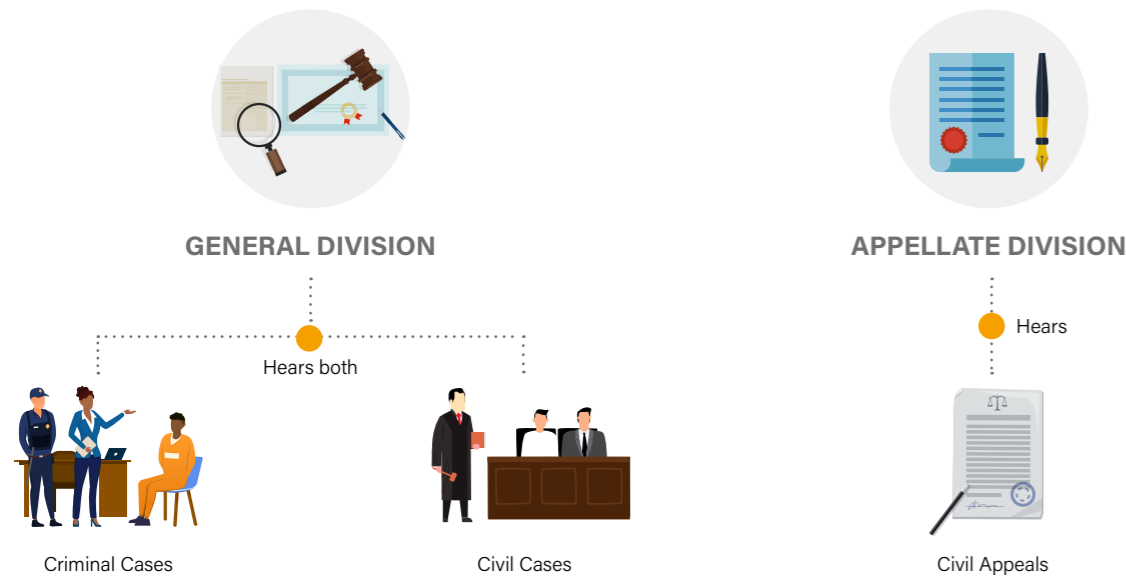 GENERAL DIVISION
Hears both
Criminal Cases
Civil Cases
APPELLATE DIVISION
Hears
Civil Appeals